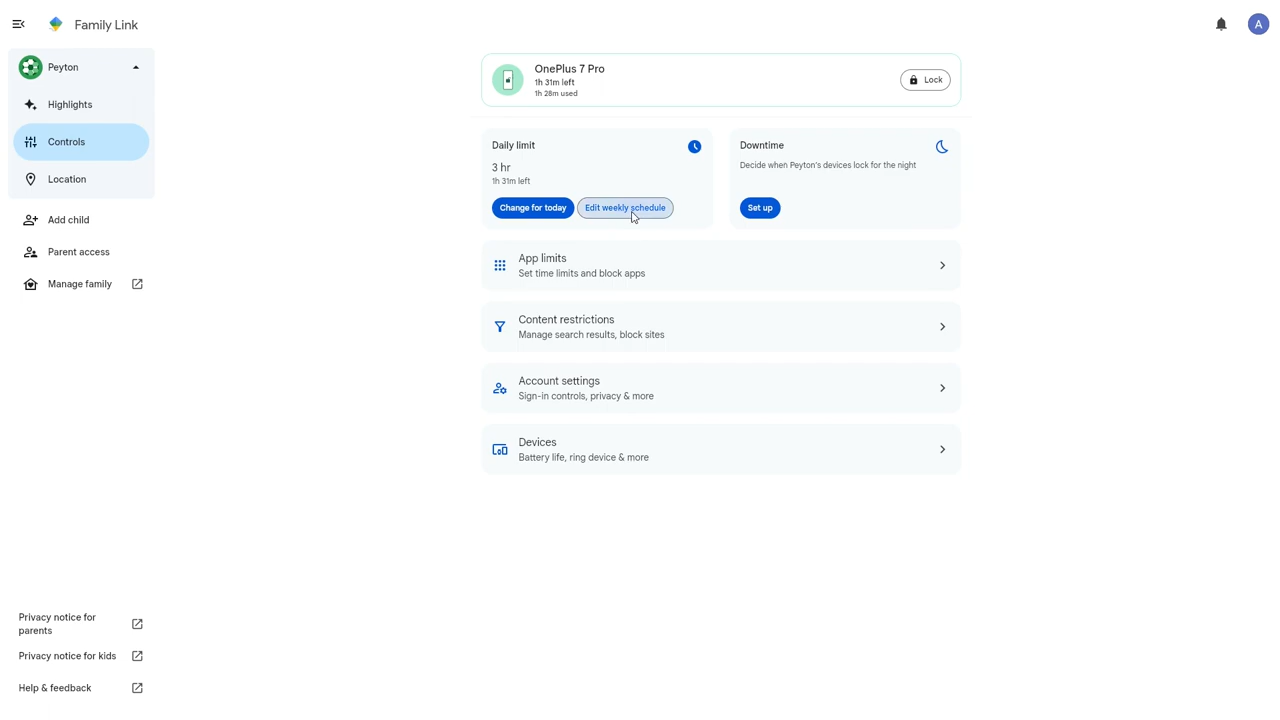 Family Link
A
Peyton
Highlights
Controls
Location
Add child
Parent access
Manage family
Privacy notice for
parents
Privacy notice for kids
Help & feedback
OnePlus 7 Pro
1h 31m left
1h 28m used
Lock
Daily limit
3 hr
1h 31m left
Change for today
Edit weekly schedule
Downtime
Decide when Peyton's devices lock for the night
Set up
App limits
Set time limits and block apps
Content restrictions
Manage search results, block sites
Account settings
Sign-in controls, privacy & more
Devices
Battery life, ring device & more